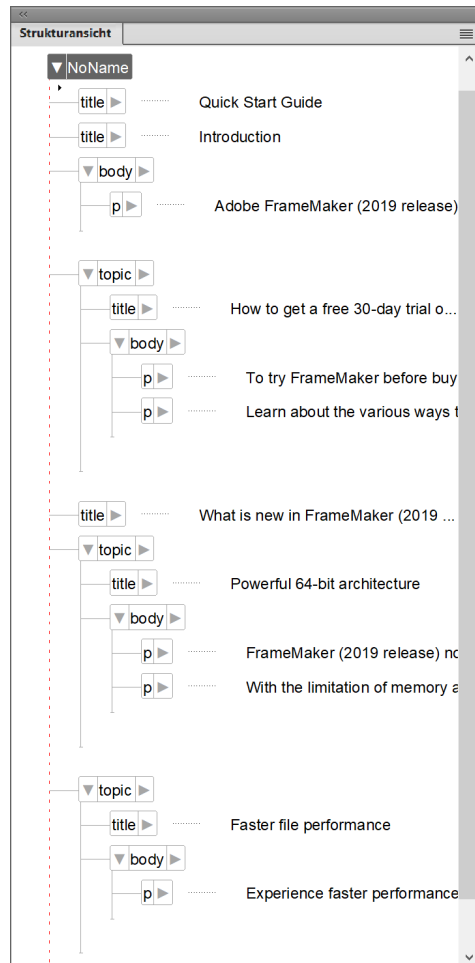 Strukturansicht
NoName
title Quick Start Guide
title Introduction
body
p Adobe FrameMaker (2019 release)
topic
title How to get a free 30-day trial o...
body
p To try FrameMaker before buy
p Learn about the various ways t
title What is new in FrameMaker (2019 ...
topic
title Powerful 64-bit architecture
body
p FrameMaker (2019 release) no
p With the limitation of memory a
topic
title Faster file performance
body
p Experience faster performance